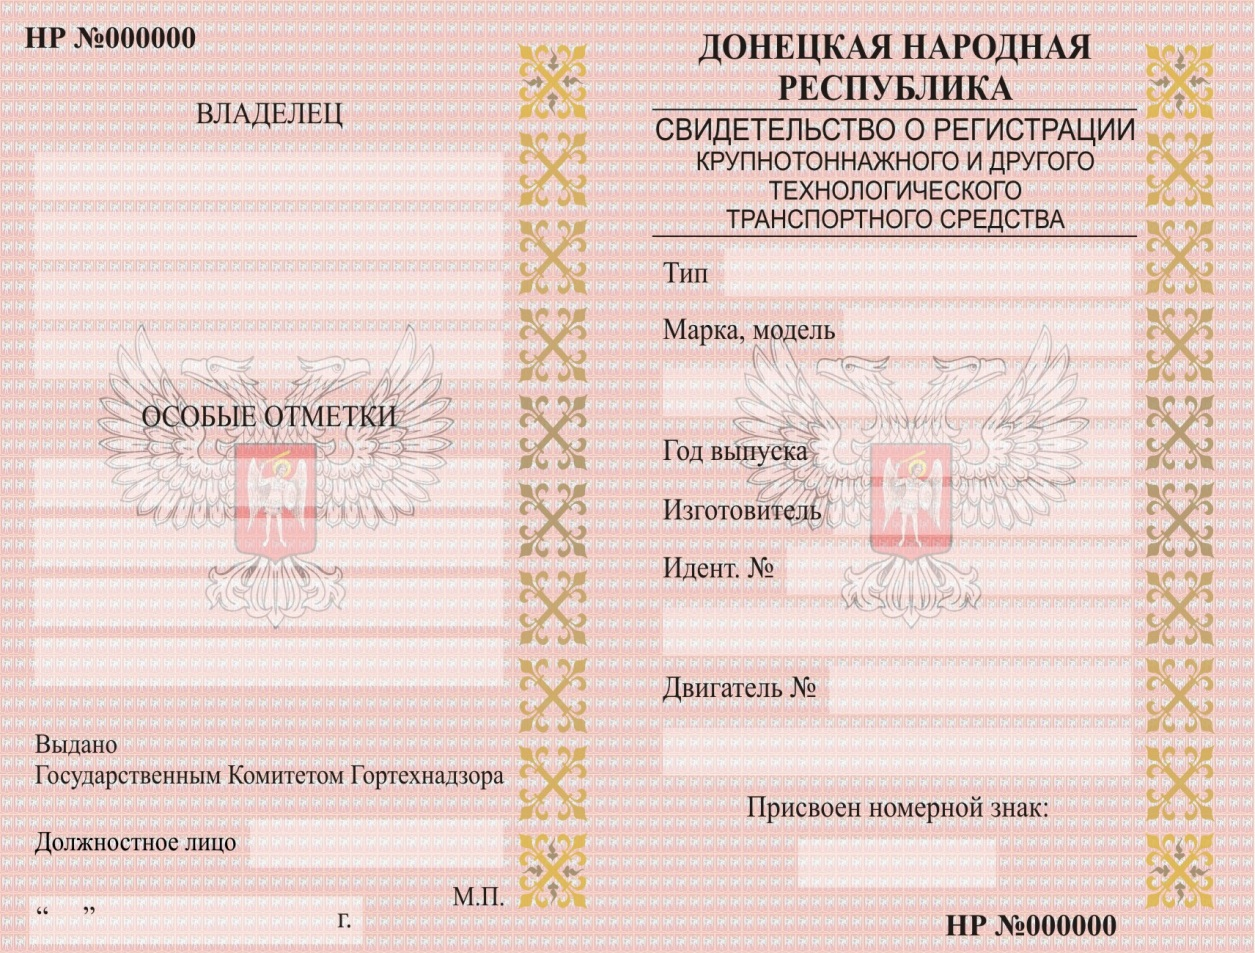 НР №000000
ВЛАДЕЛЕЦ
ОСОБЫЕ ОТМЕТКИ
Выдано
Государственным Комитетом Гортехнадзора
Должностное лицо
М.П.
“ ” г.
ДОНЕЦКАЯ НАРОДНАЯ
РЕСПУБЛИКА
СВИДЕТЕЛЬСТВО О РЕГИСТРАЦИИ
КРУПНОТОННАЖНОГО И ДРУГОГО
ТЕХНОЛОГИЧЕСКОГО
ТРАНСПОРТНОГО СРЕДСТВА
Тип
Марка, модель
Год выпуска
Изготовитель
Идент. №
Двигатель №
Присвоен номерной знак:
НР №000000